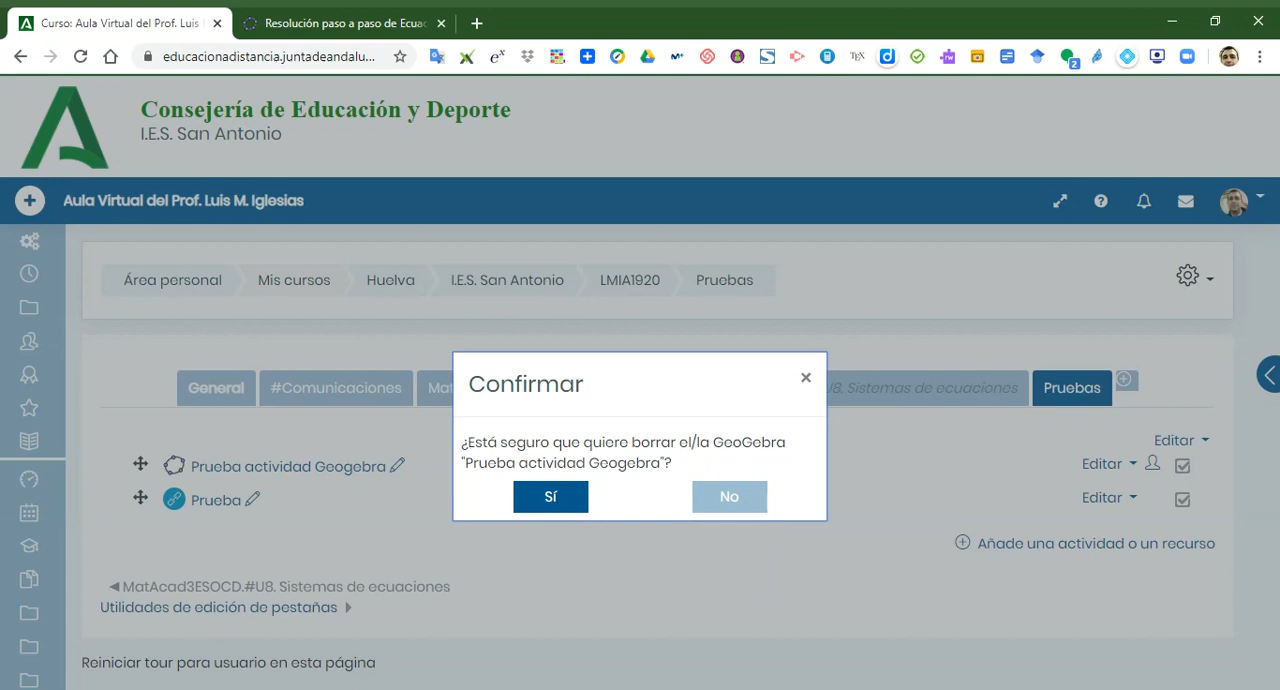 Curso: Aula Virtual del Prof. Luis
Resolución paso a paso de Ecua
educacionadistancia.juntadeandalu...
Consejería de Educación y Deporte
I.E.S. San Antonio
Aula Virtual del Prof. Luis M. Iglesias
Área personal Mis cursos Huelva I.E.S. San Antonio LMIA1920 Pruebas
General #Comunicaciones Mat U8. Sistemas de ecuaciones Pruebas
Confirmar
¿Está seguro que quiere borrar el/la GeoGebra
"Prueba actividad Geogebra"?
Sí No
Editar
Prueba actividad Geogebra Editar
Prueba Editar
Añade una actividad o un recurso
MatAcad3ESOCD.#U8. Sistemas de ecuaciones
Utilidades de edición de pestañas
Reiniciar tour para usuario en esta página